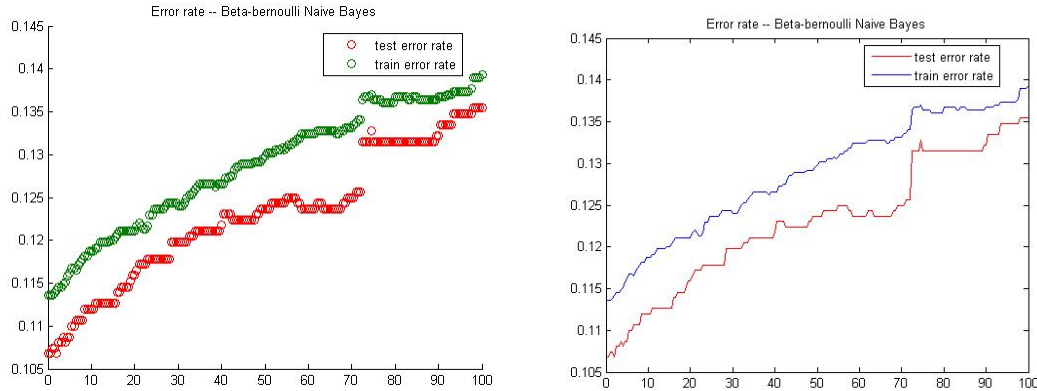 Error rate -- Beta-bernoulli Naive Bayes
0.145
0.14
0.135
0.13
0.125
0.12
0.115
0.11
0.105
test error rate
train error rate
0 10 20 30 40 50 60 70 80 90 100
Error rate -- Beta-bernoulli Naive Bayes
0.145
0.14
0.135
0.13
0.125
0.12
0.115
0.11
0.105
test error rate
train error rate
0 10 20 30 40 50 60 70 80 90 100